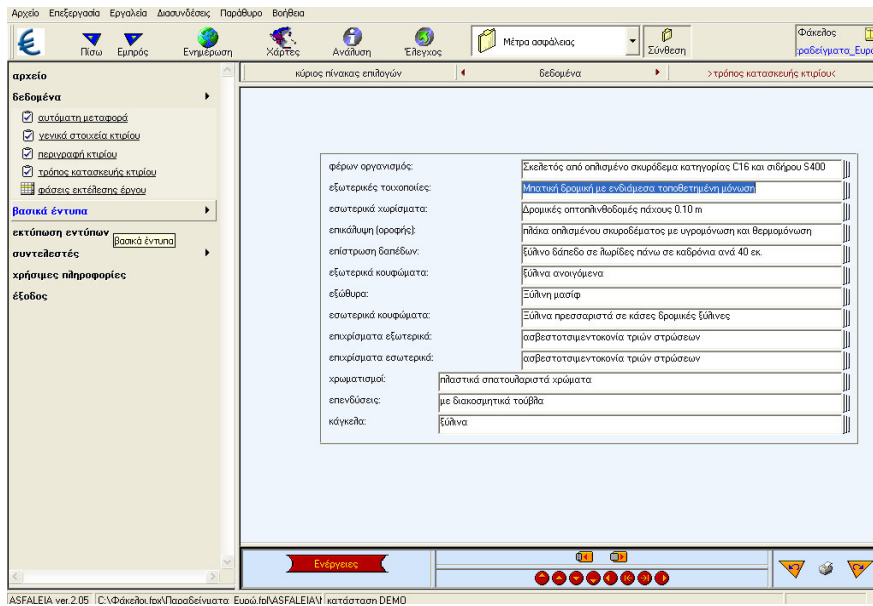 Αρχείο Επεξεργασία Εργαλεία Διασυνδέσεις Παράθυρο Βοήθεια
Πίσω Εμπρός Ενημέρωση Χάρτες Ανάλυση Έλεγχος Μέτρα ασφάλειας Σύνθεση
Φάκελος
αραδείγματα_Ευρώ
κύριος πίνακας επιλογών δεδομένα >τρόπος κατασκευής κτιρίου<
αρχείο
δεδομένα
αυτόματη μεταφορά
γενικά στοιχεία κτιρίου
περιγραφή κτιρίου
τρόπος κατασκευής κτιρίου
φάσεις εκτέλεσης έργου
βασικά έντυπα
εκτύπωση εντύπων
βασικά έντυπα
συντελεστές
χρήσιμες πληροφορίες
έξοδος
φέρων οργανισμός: Σκελετός από οπλισμένο σκυρόδεμα κατηγορίας C16 και σιδήρου S400
εξωτερικές τοιχοποιίες: Μπατική δρομική με ενδιάμεσα τοποθετημένη μόνωση
εσωτερικά χωρίσματα: Δρομικές οπτοπλινθοδομές πάχους 0.10 m
επικάλυψη (οροφής): πλάκα οπλισμένου σκυροδέματος με υγρομόνωση και θερμομόνωση
επίστρωση δαπέδων: ξύλινο δάπεδο σε λωρίδες πάνω σε καδρόνια ανά 40 εκ.
εξωτερικά κουφώματα: ξύλινα ανοιγόμενα
εξώθυρα: Ξύλινη μασίφ
εσωτερικά κουφώματα: Ξύλινα πρεσσαριστά σε κάσες δρομικές ξύλινες
επιχρίσματα εξωτερικά: ασβεστοτσιμεντοκονία τριών στρώσεων
επιχρίσματα εσωτερικά: ασβεστοτσιμεντοκονία τριών στρώσεων
χρωματισμοί: πλαστικά σπατουλαριστά χρώματα
επενδύσεις: με διακοσμητικά τούβλα
κάγκελα: ξύλινα
Ενέργειες
ASFALEIA ver.2.05 C:\Φάκελοι.fpx\Παραδείγματα_Ευρώ.fpl\ASFALEIA\ κατάσταση DEMO